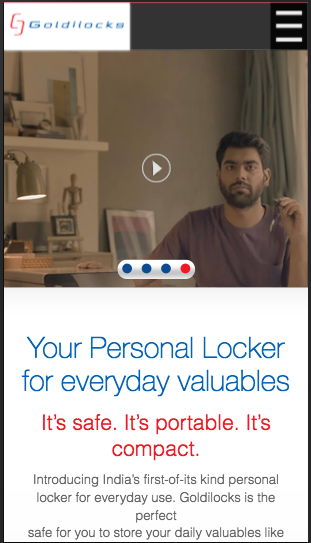 Goldilocks
Your Personal Locker
for everyday valuables
It's safe. It's portable. It's
compact.
Introducing India's first-of-its kind personal
locker for everyday use. Goldilocks is the
perfect
safe for you to store your daily valuables like